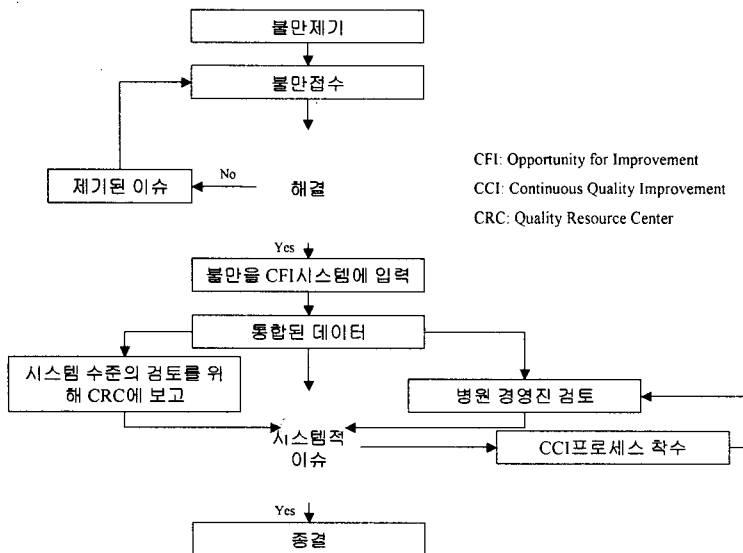 불만제기
불만접수
No
제기된 이슈
해결
CFI: Opportunity for Improvement
CCI: Continuous Quality Improvement
CRC: Quality Resource Center
Yes
불만을 CFI시스템에 입력
통합된 데이터
시스템 수준의 검토를 위
해 CRC에 보고
병원 경영진 검토
시스템적
이슈
CCI프로세스 착수
Yes
종결